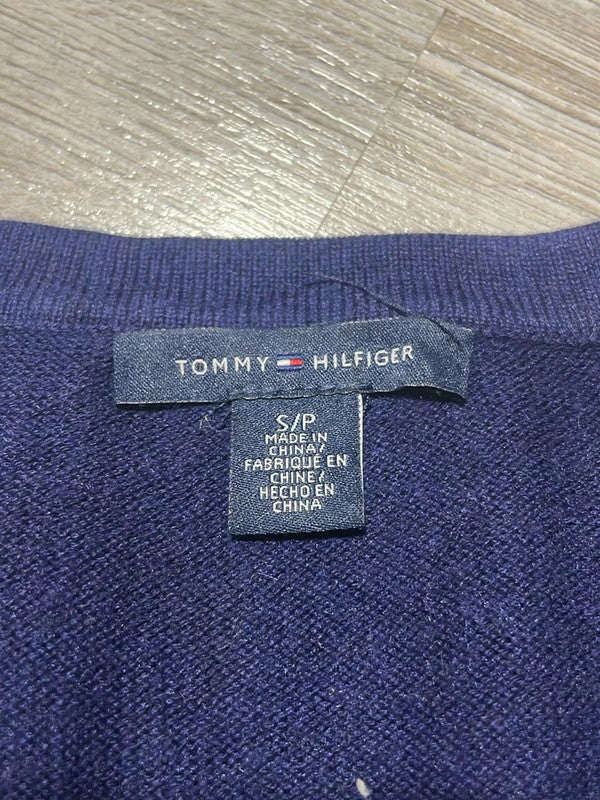 TOMMY HILFIGER
S/P
MADE IN
CHINA/
FABRIQUÉ EN
CHINE/
HECHO EN
CHINA